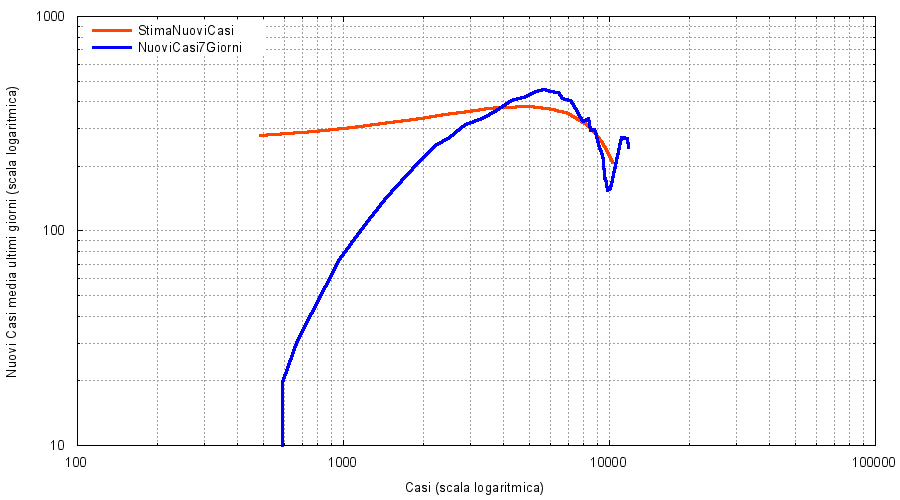 1000
StimaNuoviCasi
NuoviCasi7Giorni
Nuovi Casi media ultimi giorni (scala logaritmica)
100
10
100 1000 10000 100000
Casi (scala logaritmica)